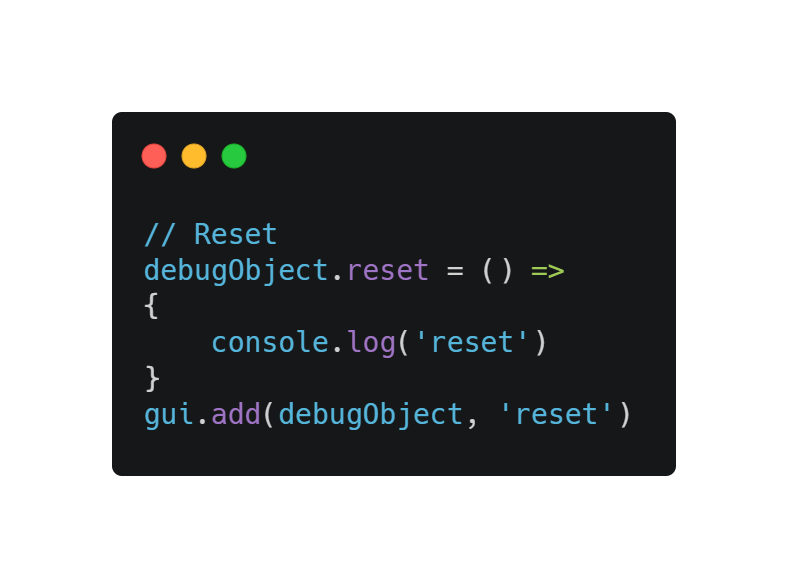 // Reset
debugObject.reset = () =>
{
    console.log('reset')
}
gui.add(debugObject, 'reset')